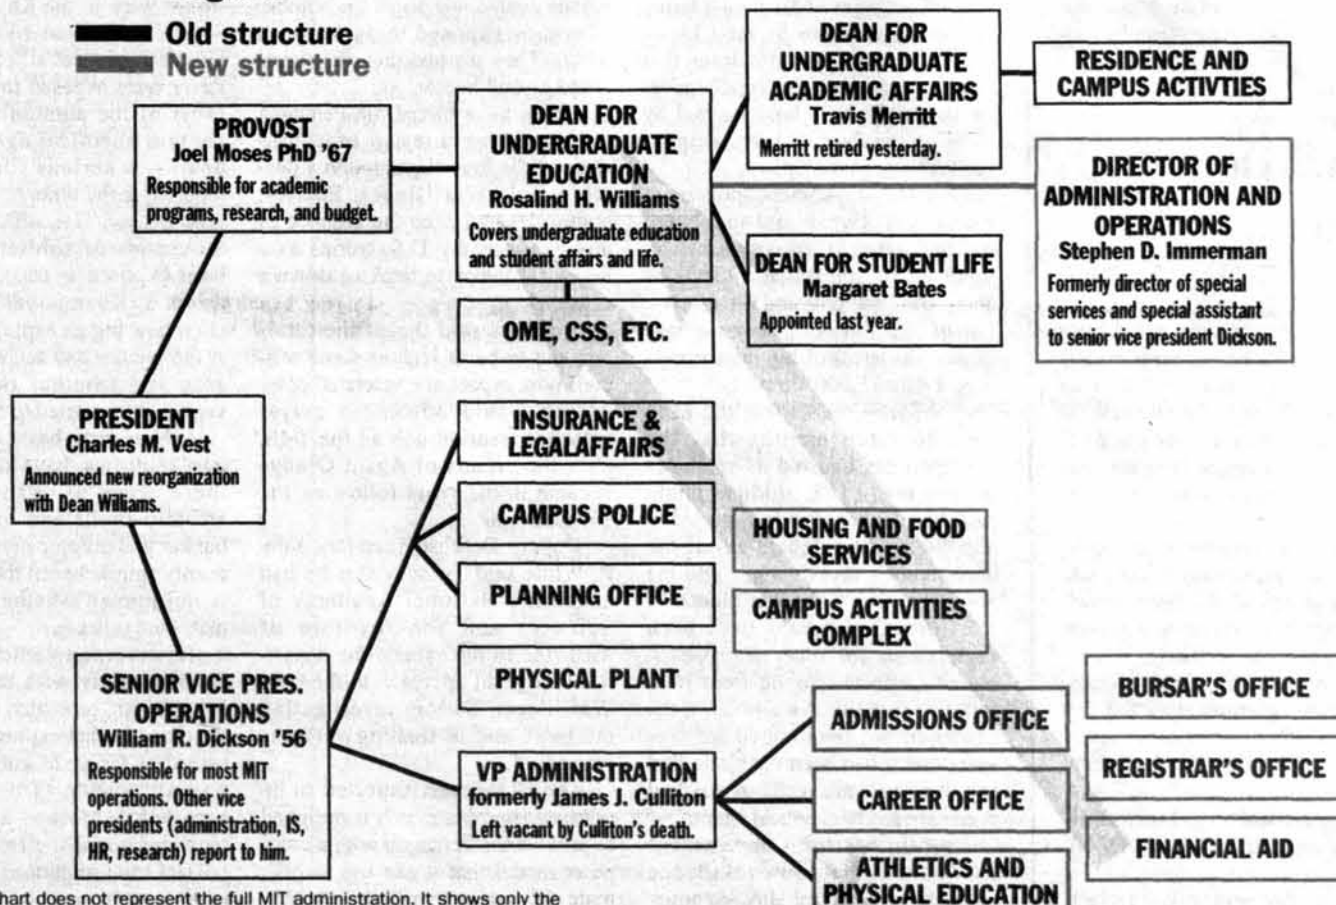 Old structure
New structure
PROVOST
Joel Moses PhD '67
Responsible for academic
programs, research, and budget.
DEAN FOR
UNDERGRADUATE
EDUCATION
Rosalind H. Williams
Covers undergraduate education
and student affairs and life.
OME, CSS, ETC.
DEAN FOR
UNDERGRADUATE
ACADEMIC AFFAIRS
Travis Merritt
Merritt retired yesterday.
DEAN FOR STUDENT LIFE
Margaret Bates
Appointed last year.
RESIDENCE AND
CAMPUS ACTIVTIES
DIRECTOR OF
ADMINISTRATION AND
OPERATIONS
Stephen D. Immerman
Formerly director of special
services and special assistant
to senior vice president Dickson.
PRESIDENT
Charles M. Vest
Announced new reorganization
with Dean Williams.
INSURANCE &
LEGALAFFAIRS
CAMPUS POLICE
PLANNING OFFICE
PHYSICAL PLANT
HOUSING AND FOOD
SERVICES
CAMPUS ACTIVITIES
COMPLEX
SENIOR VICE PRES.
OPERATIONS
William R. Dickson '56
Responsible for most MIT
operations. Other vice
presidents (administration, IS,
HR, research) report to him.
VP ADMINISTRATION
formerly James J. Culliton
Left vacant by Culliton's death.
ADMISSIONS OFFICE
CAREER OFFICE
ATHLETICS AND
PHYSICAL EDUCATION
BURSAR'S OFFICE
REGISTRAR'S OFFICE
FINANCIAL AID
hart does not represent the full MIT administration. It shows only the